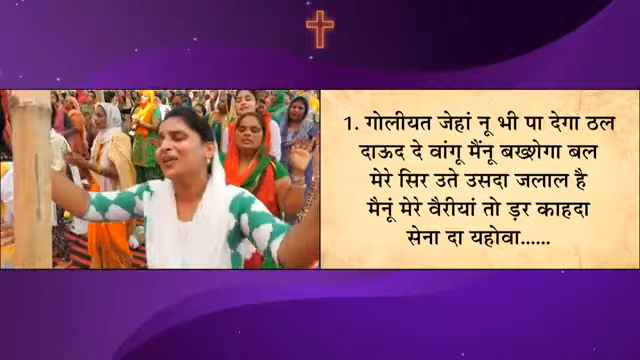 1. गोलीयत जेहां नू भी पा देगा ठल
दाऊद दे वांगू मैंनू बख्शेगा बल
मेरे सिर उते उसदा जलाल है
मैनूं मेरे वैरीयां तो ड़र काहदा
सेना दा यहोवा......